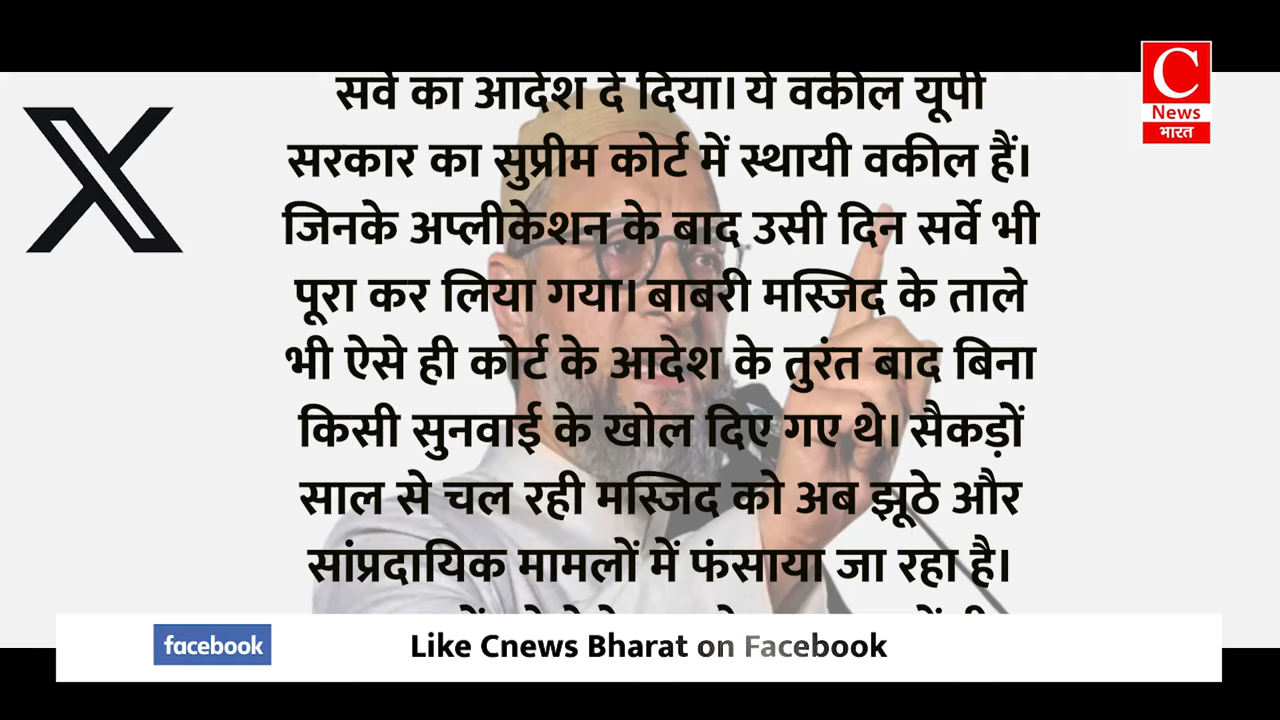 सर्वे का आदेश दे दिया। ये वकील यूपी
सरकार का सुप्रीम कोर्ट में स्थायी वकील हैं।
जिनके अप्लीकेशन के बाद उसी दिन सर्वे भी
पूरा कर लिया गया। बाबरी मस्जिद के ताले
भी ऐसे ही कोर्ट के आदेश के तुरंत बाद बिना
किसी सुनवाई के खोल दिए गए थे। सैकड़ों
साल से चल रही मस्जिद को अब झूठे और
सांप्रदायिक मामलों में फंसाया जा रहा है।
X
C
News
भारत
facebook
Like Cnews Bharat on Facebook